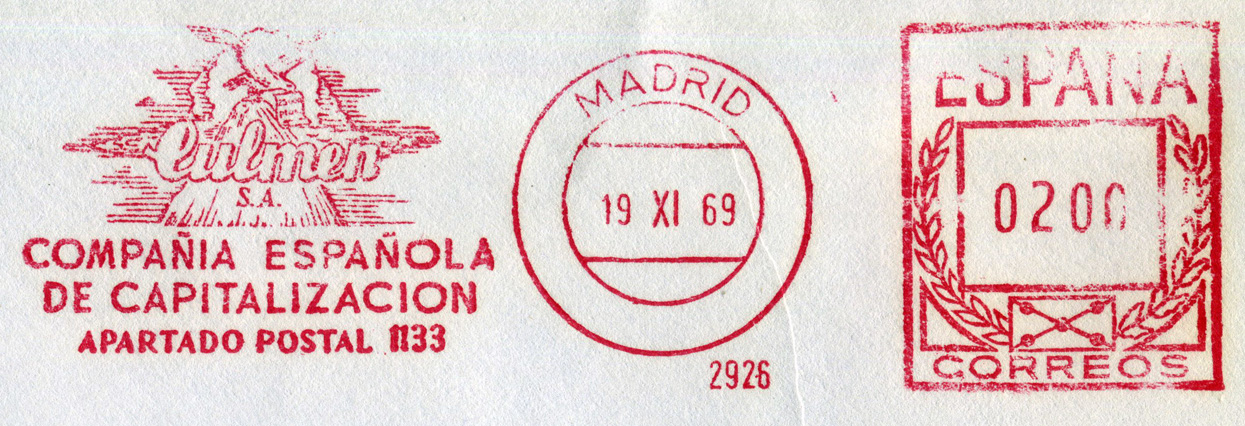 Culmen
S.A.
COMPAÑIA ESPAÑOLA
DE CAPITALIZACION
APARTADO POSTAL 1133
MADRID
19 XI 69
2926
ESPAÑA
0200
CORREOS